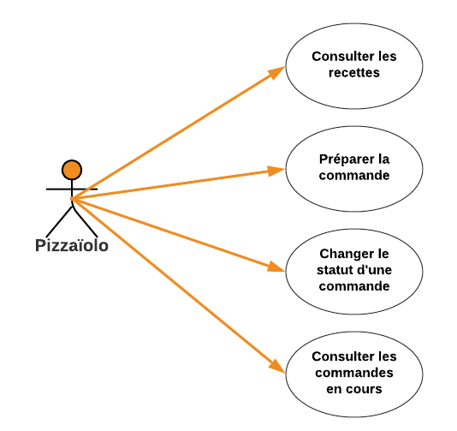 Consulter les
recettes
Préparer la
commande
Pizzaïolo
Changer le
statut d'une
commande
Consulter les
commandes
en cours